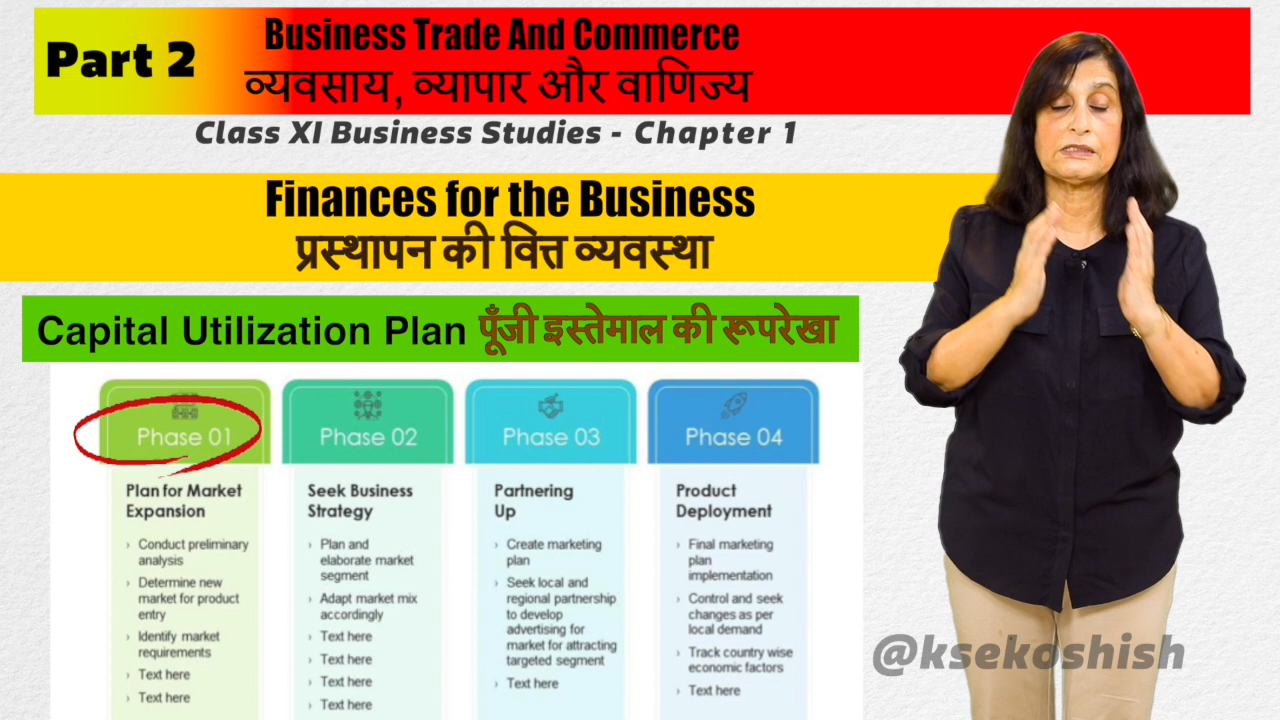 Part 2
Business Trade And Commerce
व्यवसाय, व्यापार और वाणिज्य
Class XI Business Studies - Chapter 1
Finances for the Business
प्रस्थापन की वित्त व्यवस्था
Capital Utilization Plan पूँजी इस्तेमाल की रूपरेखा
Phase 01
Plan for Market
Expansion
› Conduct preliminary
analysis
› Determine new
market for product
entry
› Identify market
requirements
› Text here
› Text here
Phase 02
Seek Business
Strategy
› Plan and
elaborate market
segment
› Adapt market mix
accordingly
› Text here
› Text here
› Text here
› Text here
Phase 03
Partnering
Up
› Create marketing
plan
› Seek local and
regional partnership
to develop
advertising for
market for attracting
targeted segment
› Text here
Phase 04
Product
Deployment
› Final marketing
plan
implementation
› Control and seek
changes as per
local demand
› Track country wise
economic factors
› Text here
@ksekoshish